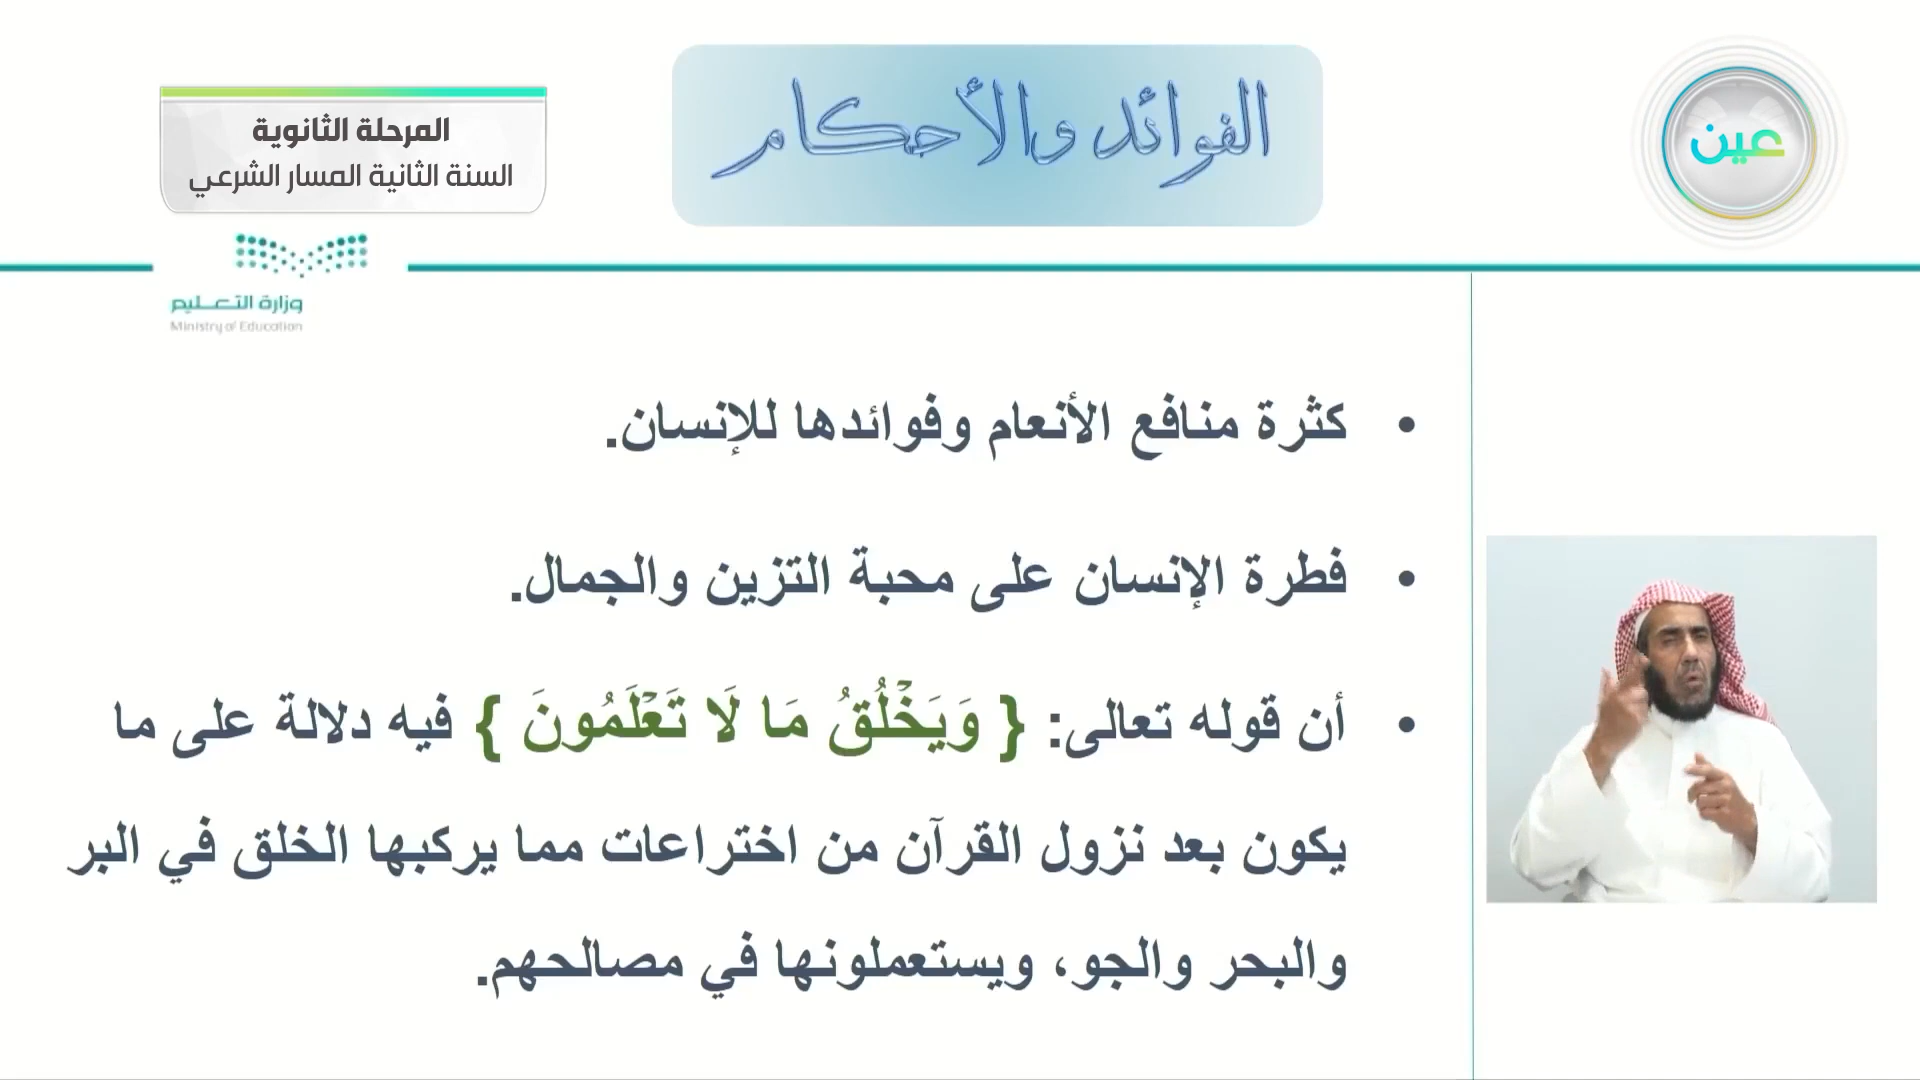 الفوائد والأحكام
عين
المرحلة الثانوية
السنة الثانية المسار الشرعي
وزارة التعـــليم
Ministry of Education
• كثرة منافع الأنعام وفوائدها للإنسان.
• فطرة الإنسان على محبة التزين والجمال.
• أن قوله تعالى: { وَيَخْلُقُ مَا لَا تَعْلَمُونَ } فيه دلالة على ما
يكون بعد نزول القرآن من اختراعات مما يركبها الخلق في البر
والبحر والجو، ويستعملونها في مصالحهم.